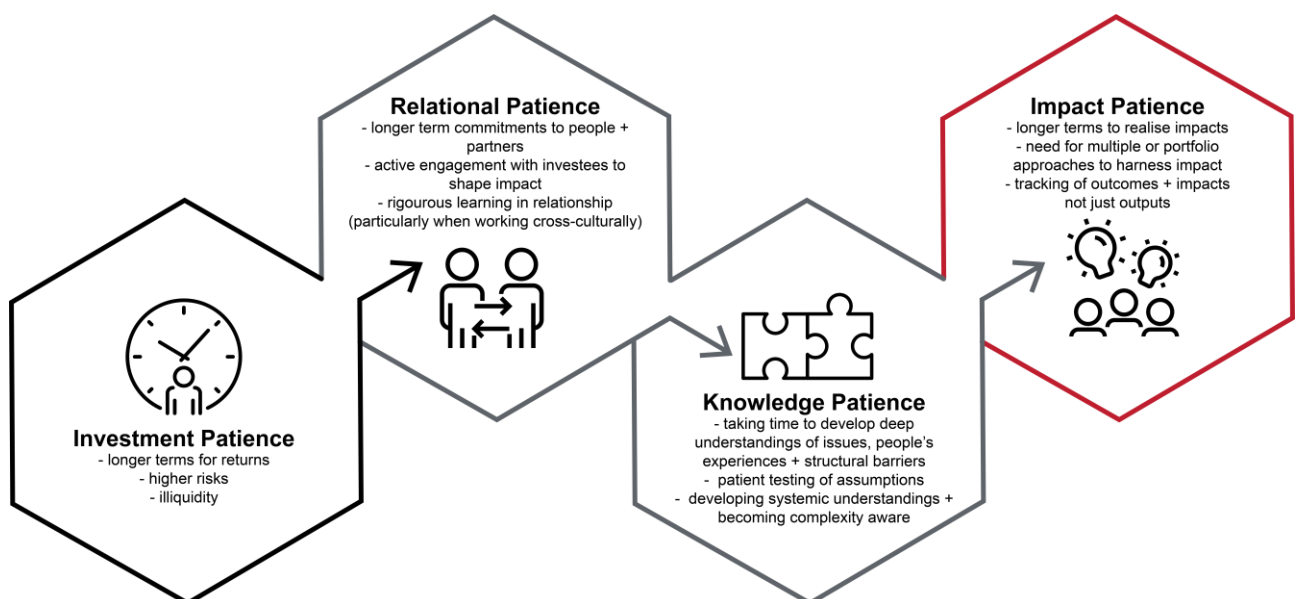 Investment Patience
- longer terms for returns
- higher risks
- illiquidity
Relational Patience
- longer term commitments to people +
partners
- active engagement with investees to
shape impact
- rigourous learning in relationship
(particularly when working cross-culturally)
Knowledge Patience
- taking time to develop deep
understandings of issues, people's
experiences + structural barriers
- patient testing of assumptions
- developing systemic understandings +
becoming complexity aware
Impact Patience
- longer terms to realise impacts
- need for multiple or portfolio
approaches to harness impact
- tracking of outcomes + impacts
not just outputs